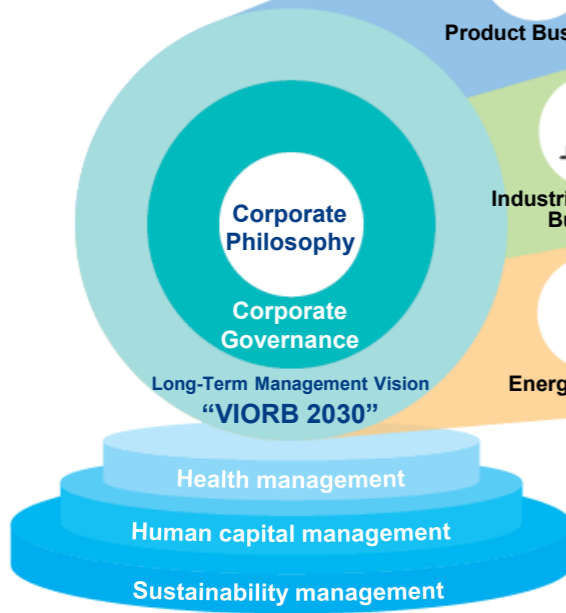 Product Bus
Corporate
Philosophy
Industri
Bu
Corporate
Governance
Long-Term Management Vision
“VIORB 2030”
Energ
Health management
Human capital management
Sustainability management